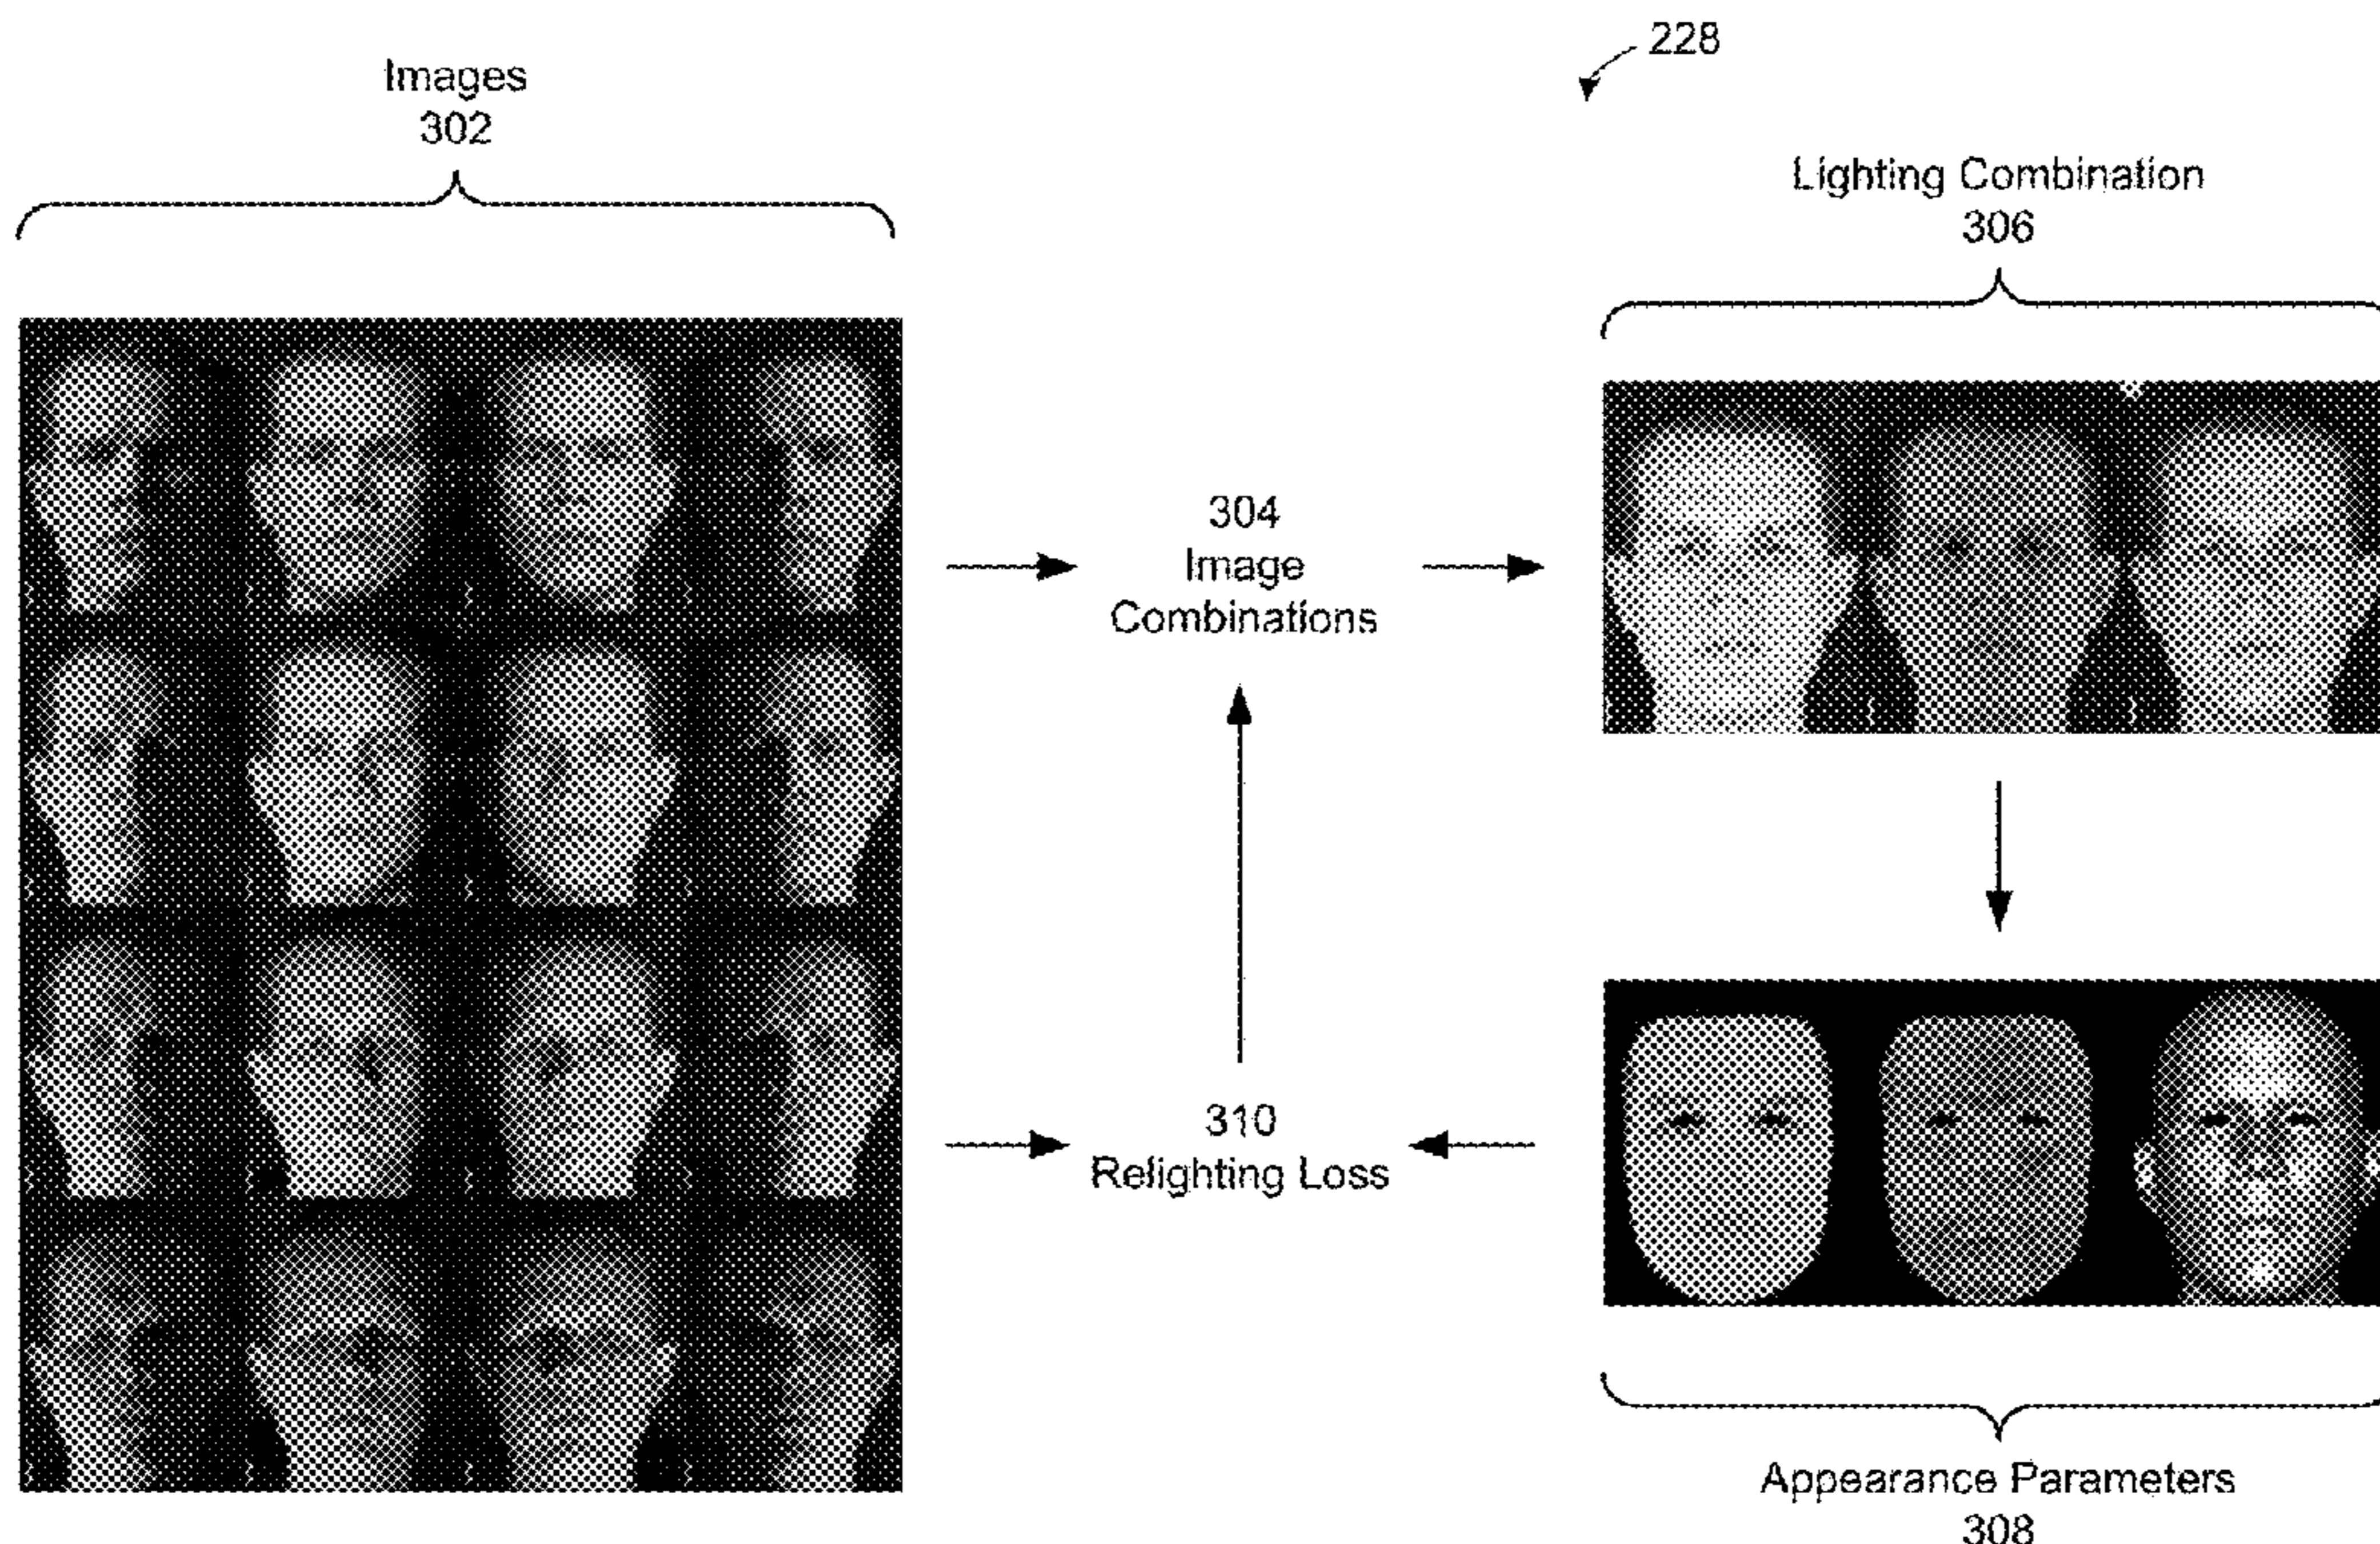 228
Images
302
Lighting Combination
306
304
Image
Combinations
310
Relighting Loss
Appearance Parameters
308